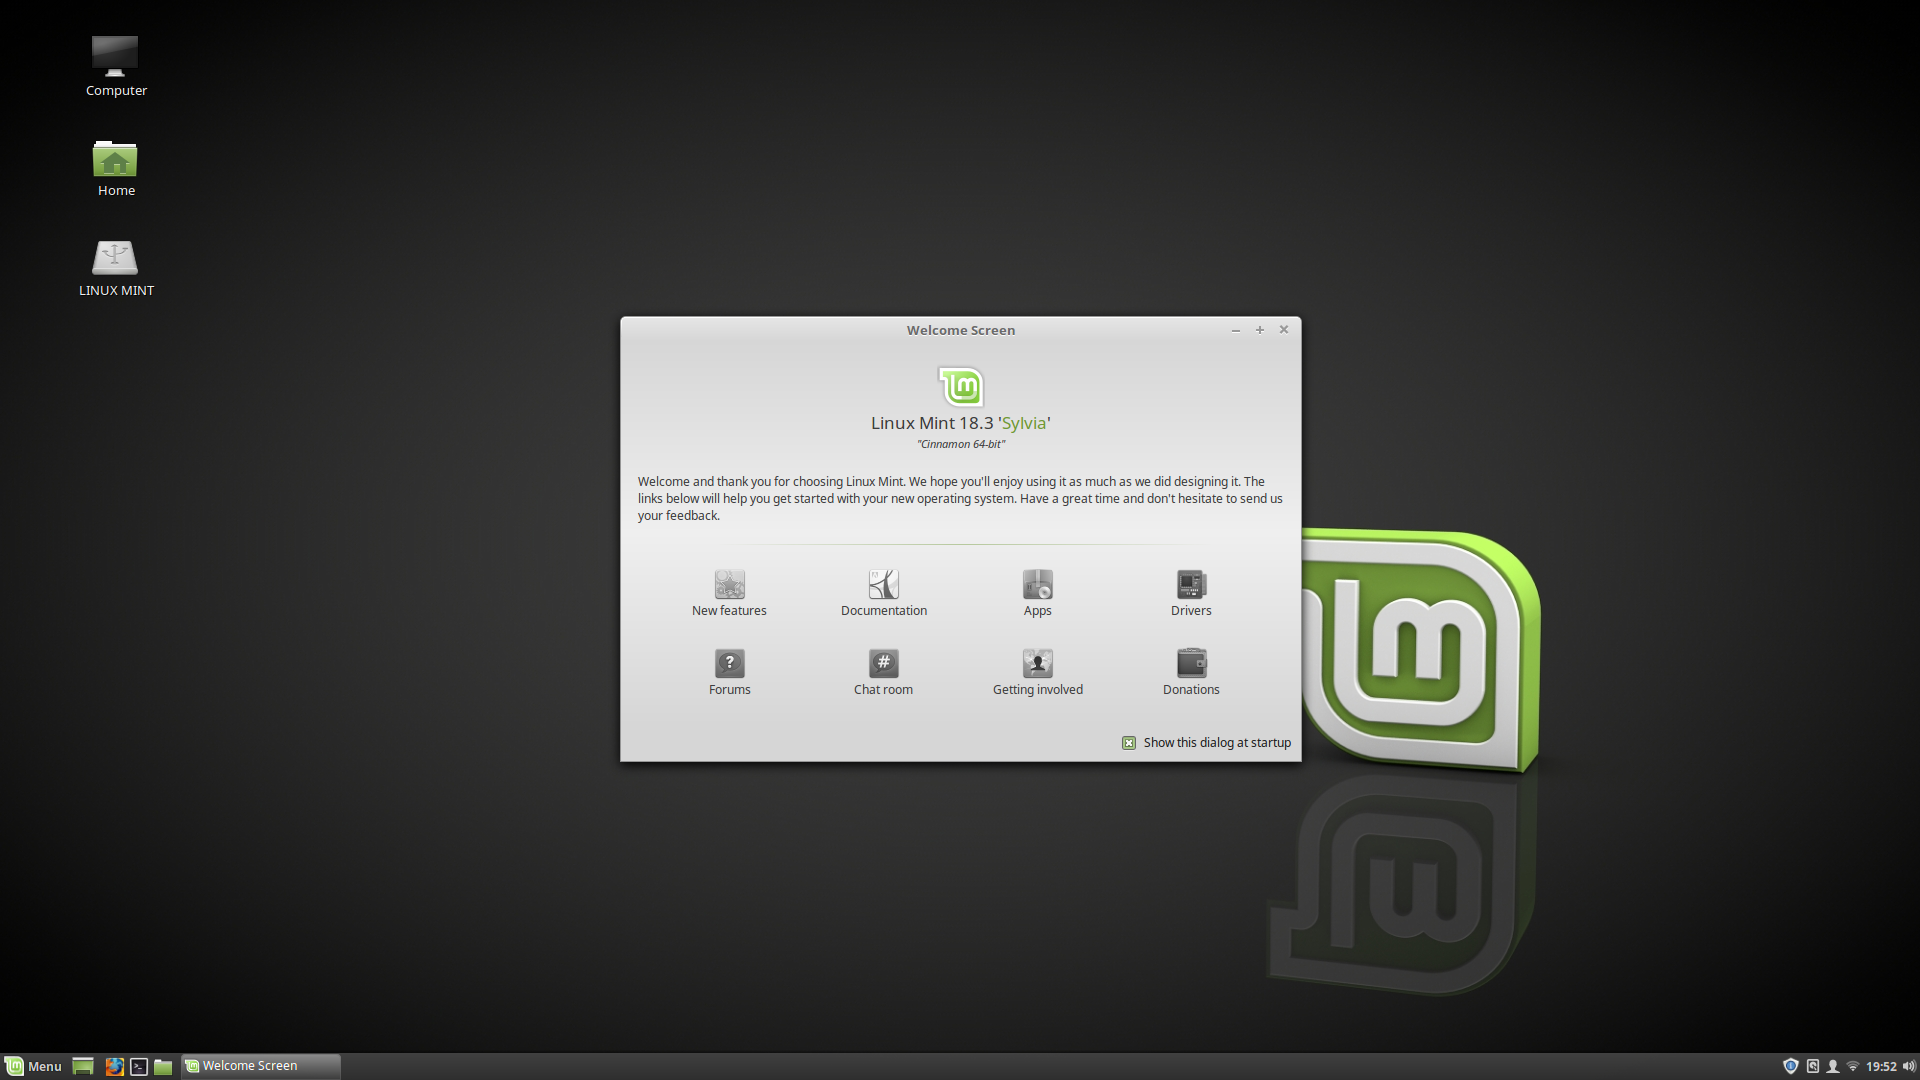 Computer
Home
LINUX MINT
Welcome Screen
Linux Mint 18.3 'Sylvia'
"Cinnamon 64-bit"
Welcome and thank you for choosing Linux Mint. We hope you'll enjoy using it as much as we did designing it. The
links below will help you get started with your new operating system. Have a great time and don't hesitate to send us
your feedback.
New features
Documentation
Apps
Drivers
Forums
Chat room
Getting involved
Donations
Show this dialog at startup
Menu
Welcome Screen
19:52